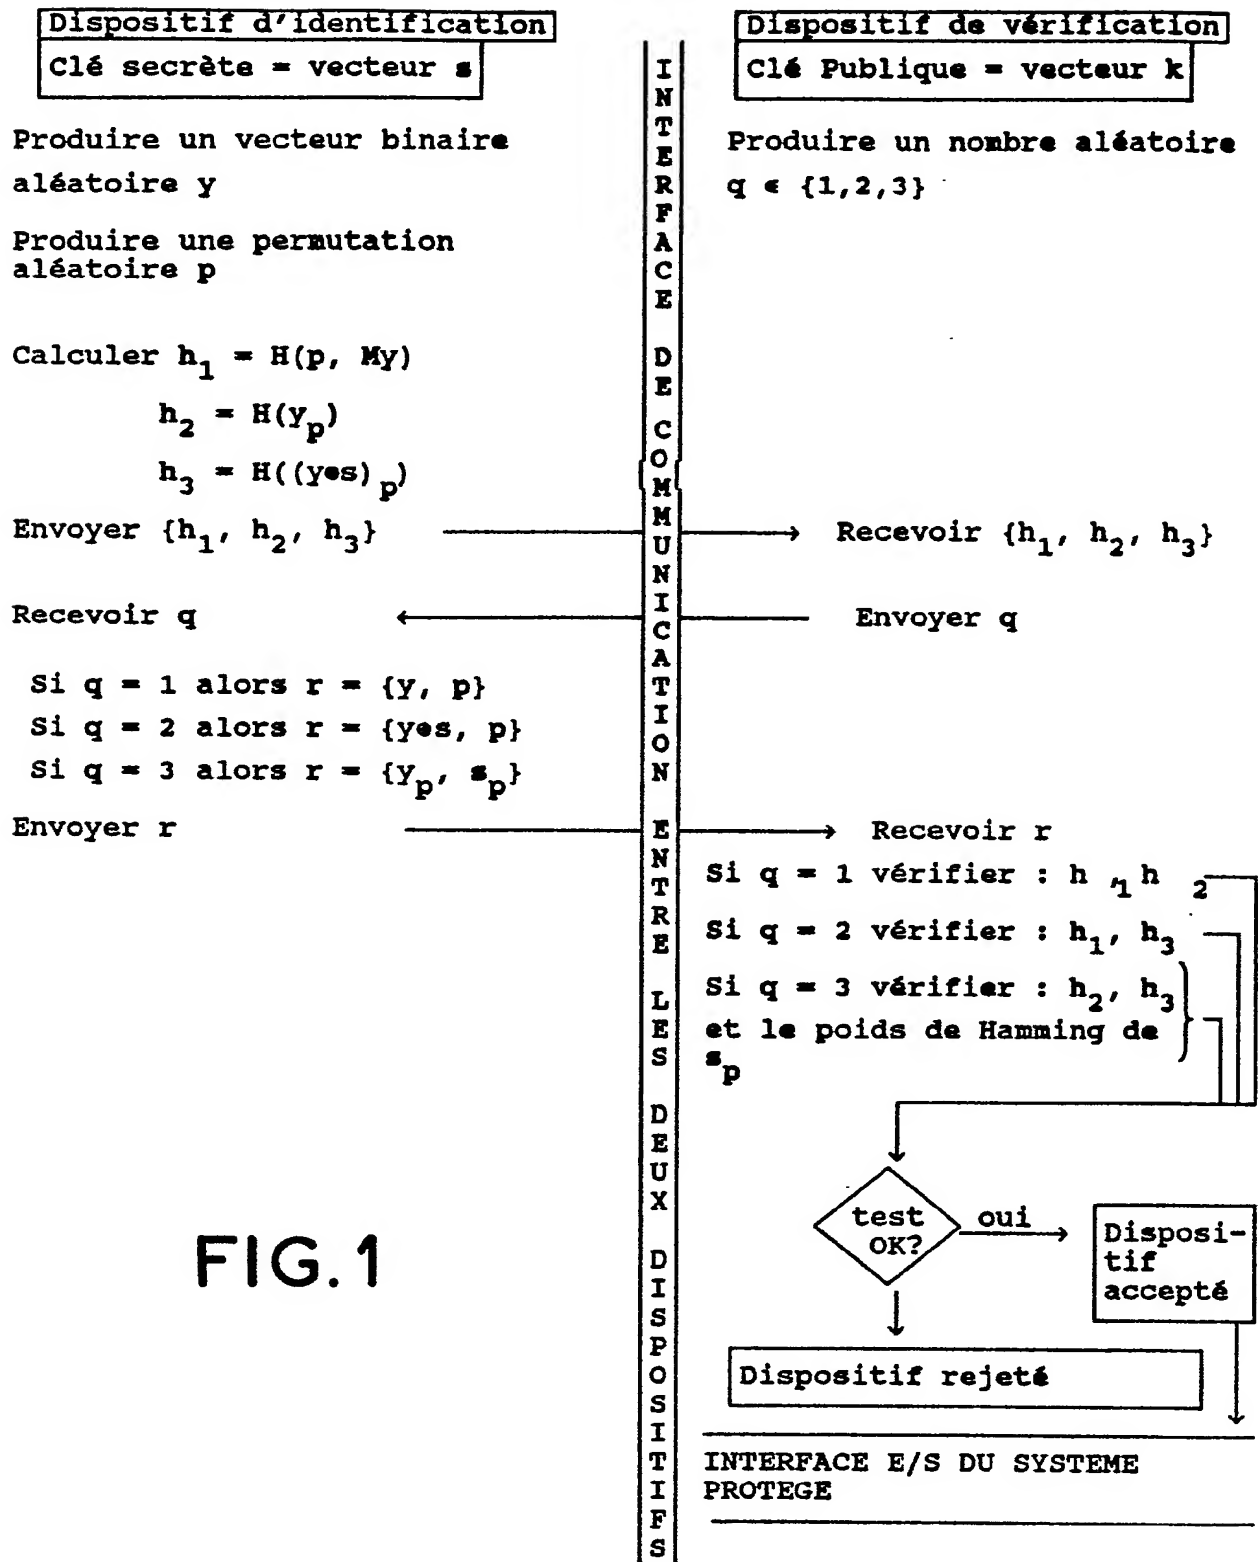 Dispositif d'identification
Clé secrète = vecteur s
Produire un vecteur binaire
aléatoire y
Produire une permutation
aléatoire p
Calculer h1 = H(p, My)
h2 = H(yp)
h3 = H((y⊕s)p)
Envoyer {h1, h2, h3}
Recevoir q
Si q = 1 alors r = {y, p}
Si q = 2 alors r = {y⊕s, p}
Si q = 3 alors r = {yp, sp}
Envoyer r
FIG.1
INTERFACE DE COMMUNICATION ENTRE LES DEUX DISPOSITIFS
Dispositif de vérification
Clé Publique = vecteur k
Produire un nombre aléatoire
q ∈ {1,2,3}
Recevoir {h1, h2, h3}
Envoyer q
Recevoir r
Si q = 1 vérifier : h1, h2
Si q = 2 vérifier : h1, h3
Si q = 3 vérifier : h2, h3
et le poids de Hamming de
sp
test
OK?
oui
Disposi-
tif
accepté
Dispositif rejeté
INTERFACE E/S DU SYSTEME
PROTEGE